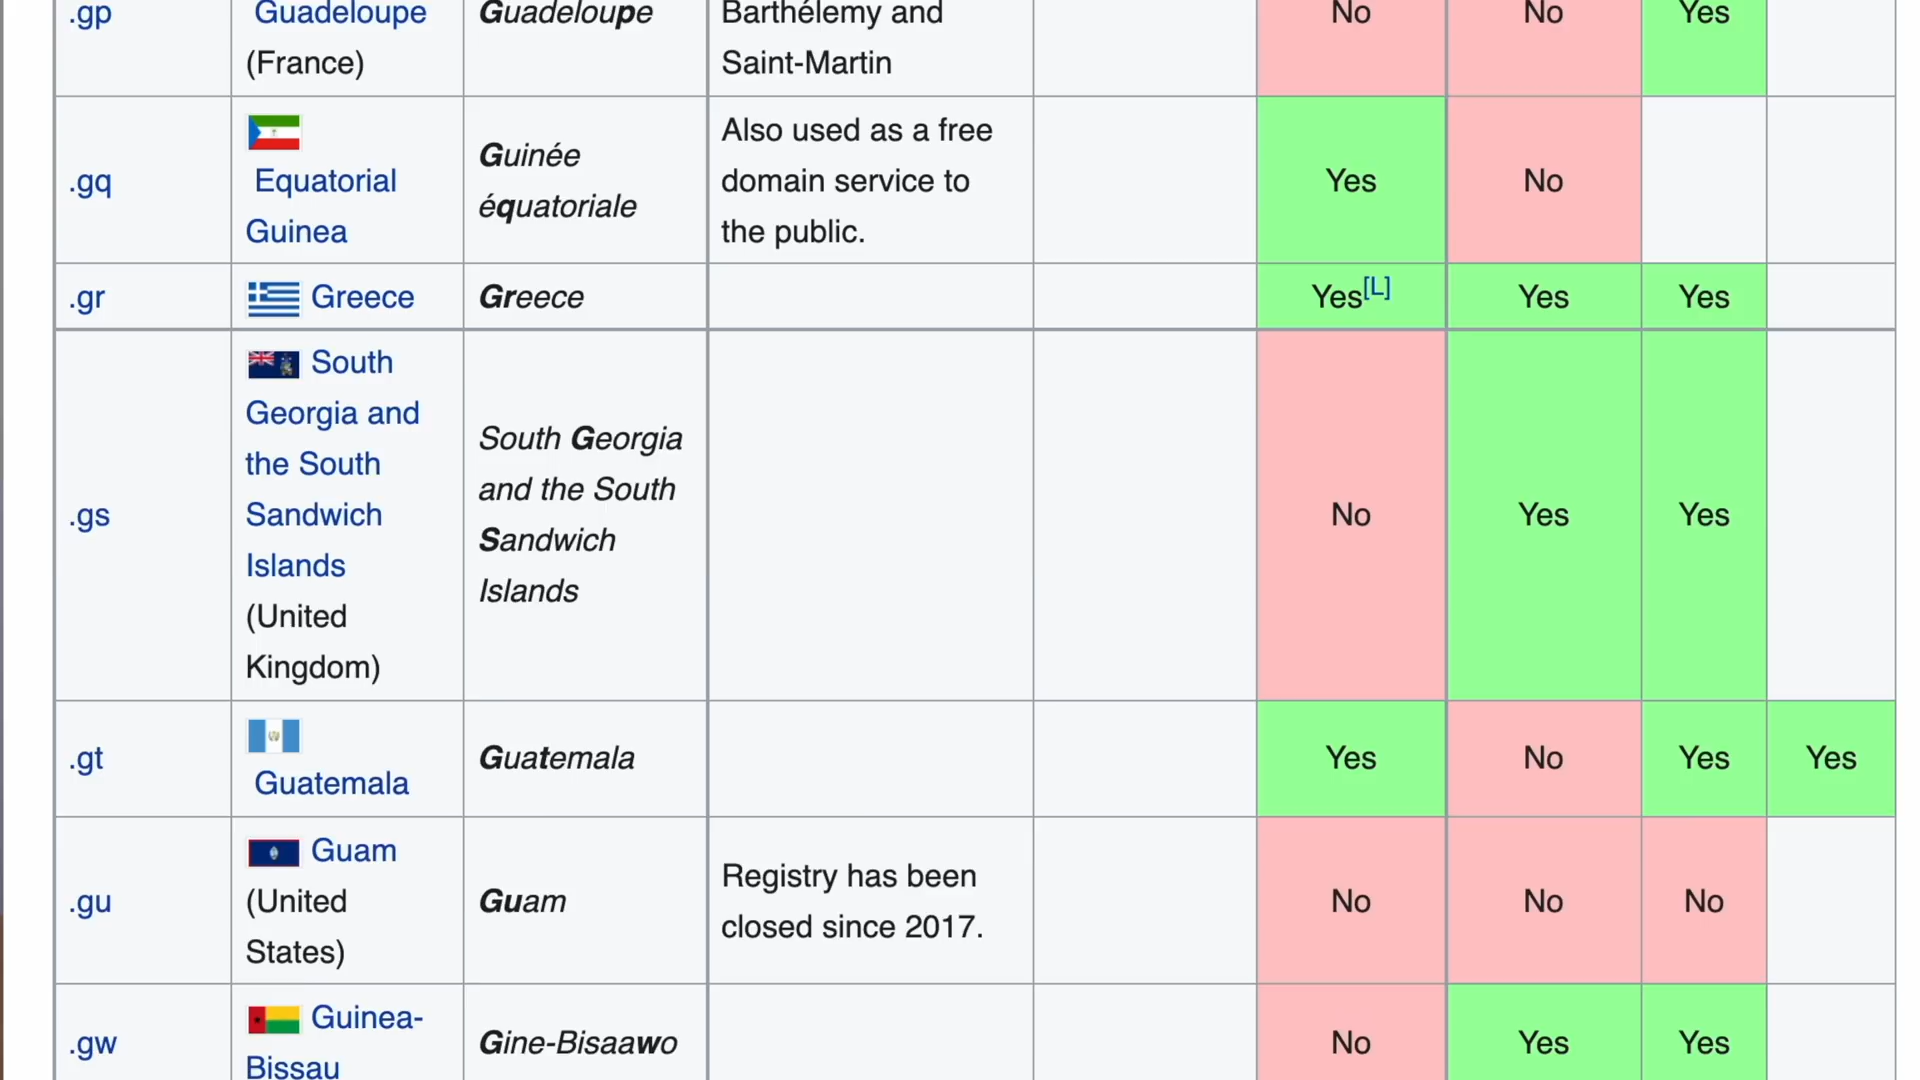 .gp
Guadeloupe
(France)
Guadeloupe
Barthélemy and
Saint-Martin
No
No
Yes
.gq
Equatorial
Guinea
Guinée
équatoriale
Also used as a free
domain service to
the public.
Yes
No
.gr
Greece
Greece
Yes[L]
Yes
Yes
.gs
South
Georgia and
the South
Sandwich
Islands
(United
Kingdom)
South Georgia
and the South
Sandwich
Islands
No
Yes
Yes
.gt
Guatemala
Guatemala
Yes
No
Yes
Yes
.gu
Guam
(United
States)
Guam
Registry has been
closed since 2017.
No
No
No
.gw
Guinea-
Bissau
Gine-Bisaawo
No
Yes
Yes